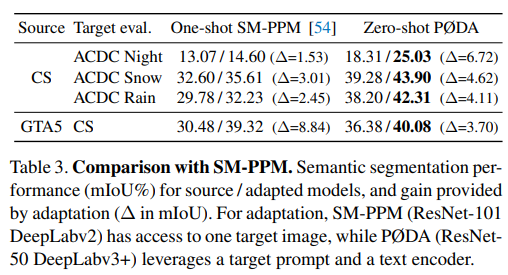 Source Target eval. One-shot SM-PPM [54] Zero-shot PØDA
ACDC Night 13.07 / 14.60 (Δ=1.53) 18.31 / 25.03 (Δ=6.72)
CS ACDC Snow 32.60 / 35.61 (Δ=3.01) 39.28 / 43.90 (Δ=4.62)
ACDC Rain 29.78 / 32.23 (Δ=2.45) 38.20 / 42.31 (Δ=4.11)
GTA5 CS 30.48 / 39.32 (Δ=8.84) 36.38 / 40.08 (Δ=3.70)
Table 3. Comparison with SM-PPM. Semantic segmentation per-
formance (mIoU%) for source / adapted models, and gain provided
by adaptation (Δ in mIoU). For adaptation, SM-PPM (ResNet-101
DeepLabv2) has access to one target image, while PØDA (ResNet-
50 DeepLabv3+) leverages a target prompt and a text encoder.